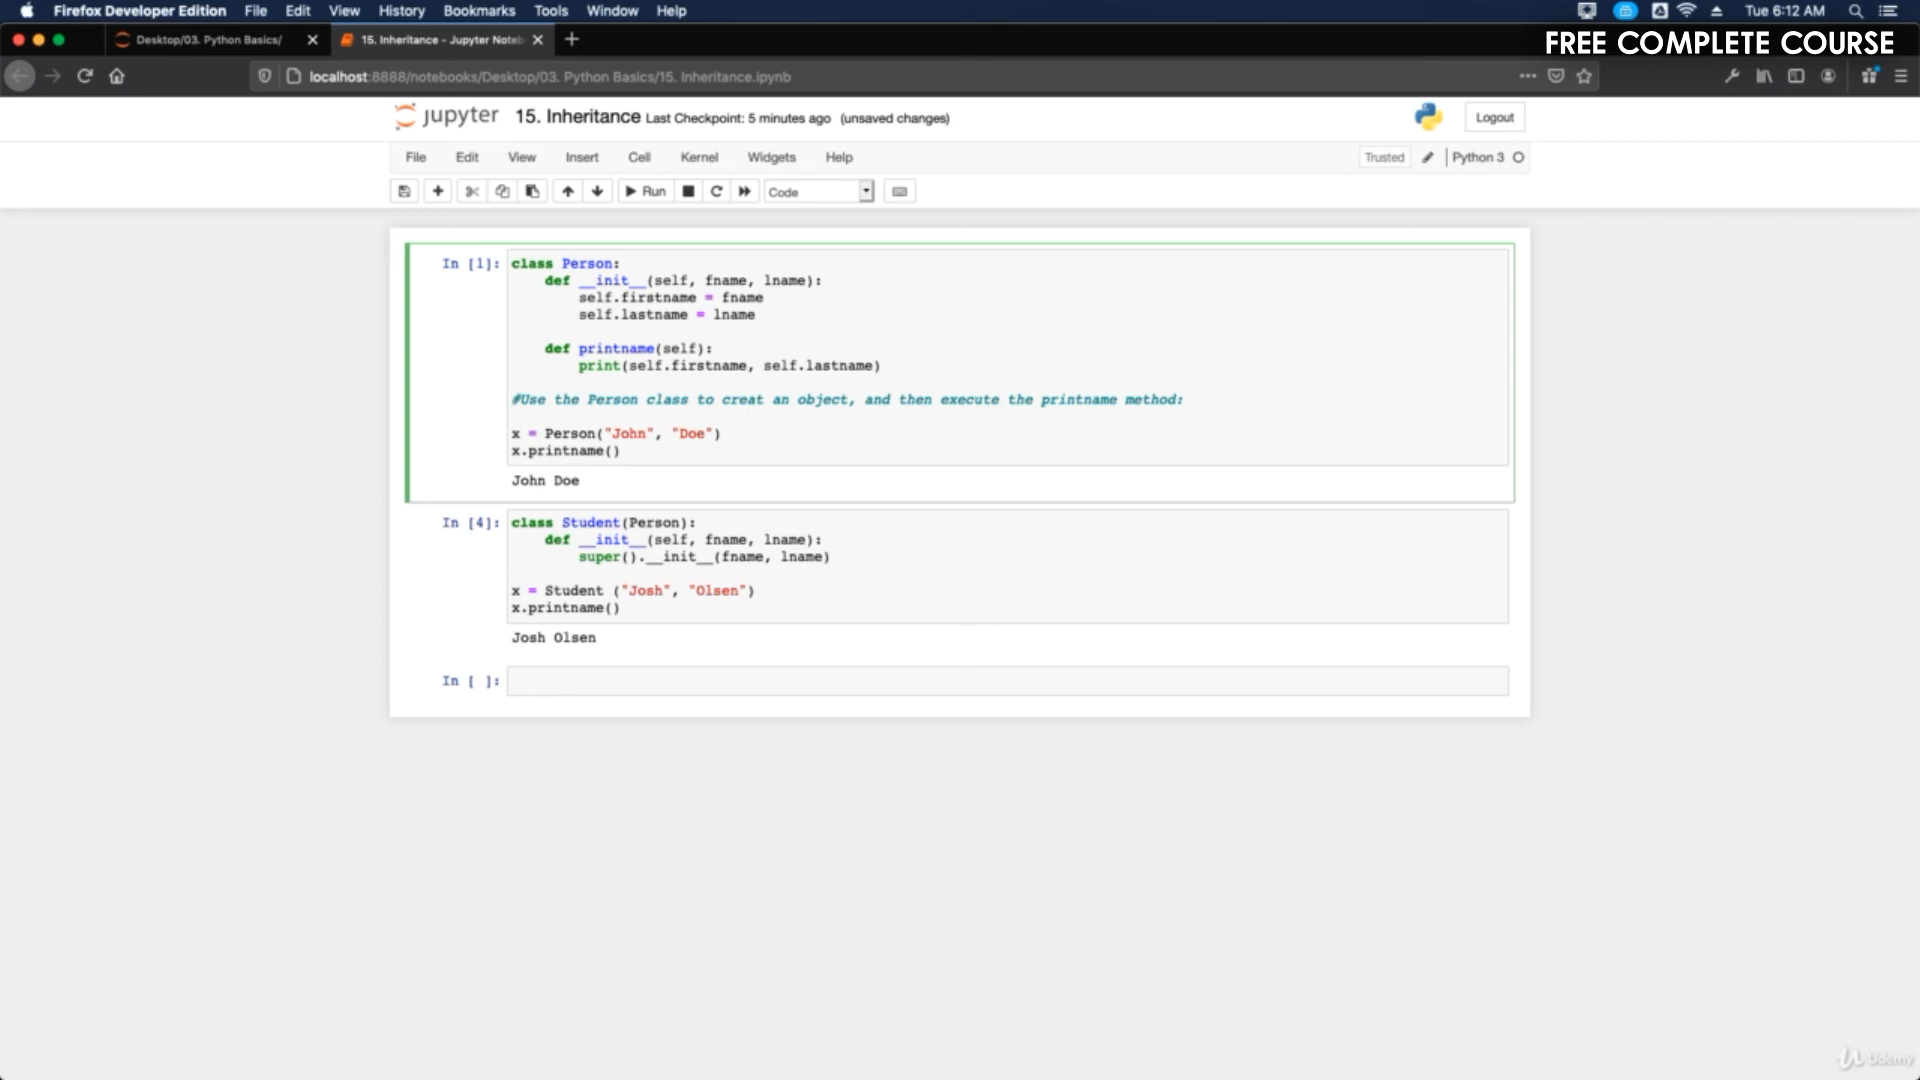 Firefox Developer Edition File Edit View History Bookmarks Tools Window Help Tue 6:12 AM
Desktop/03. Python Basics/ 15. Inheritance - Jupyter Noteb
FREE COMPLETE COURSE
localhost:8888/notebooks/Desktop/03. Python Basics/15. Inheritance.ipynb
jupyter 15. Inheritance Last Checkpoint: 5 minutes ago (unsaved changes) Logout
File Edit View Insert Cell Kernel Widgets Help Trusted Python 3
Run Code
In [1]: class Person:
def __init__(self, fname, lname):
self.firstname = fname
self.lastname = lname
def printname(self):
print(self.firstname, self.lastname)
#Use the Person class to creat an object, and then execute the printname method:
x = Person("John", "Doe")
x.printname()
John Doe
In [4]: class Student(Person):
def __init__(self, fname, lname):
super().__init__(fname, lname)
x = Student ("Josh", "Olsen")
x.printname()
Josh Olsen
In [ ]:
Udemy